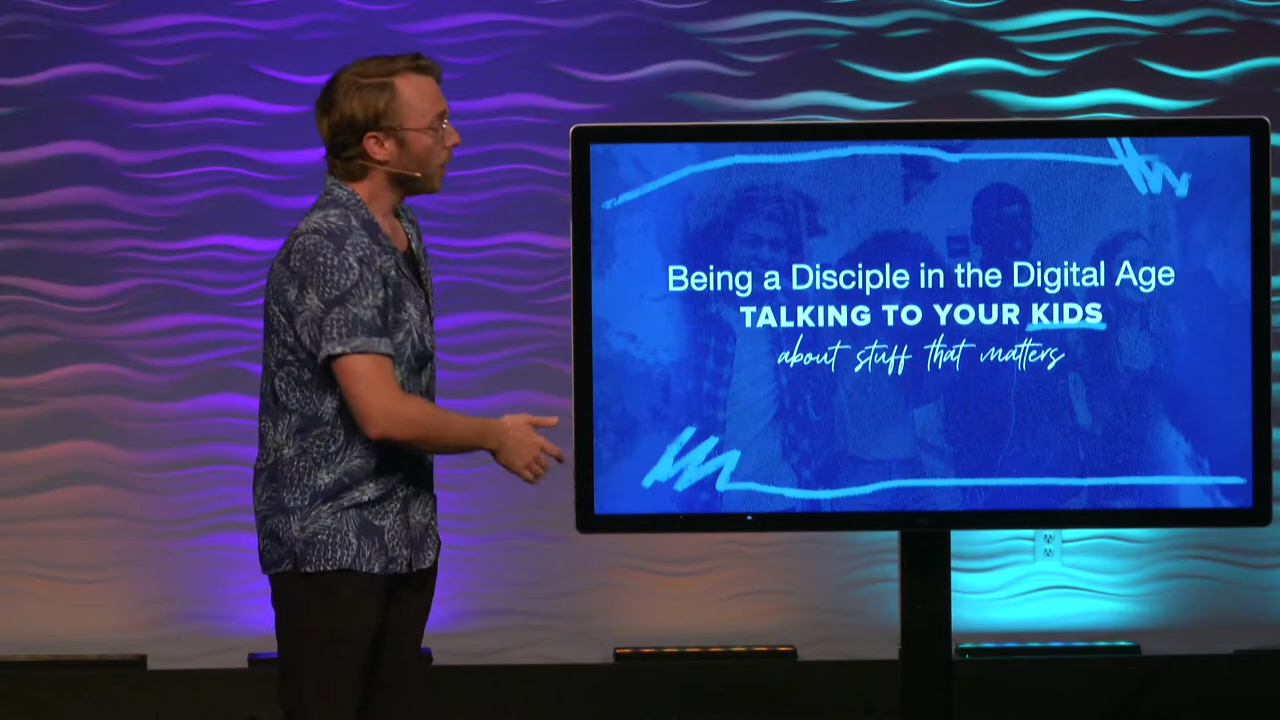 Being a Disciple in the Digital Age
TALKING TO YOUR KIDS
about stuff that matters